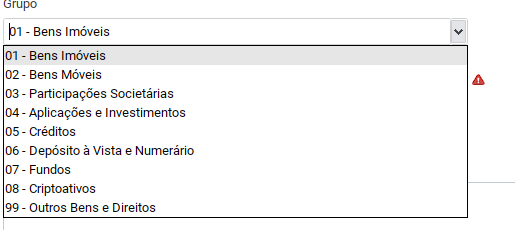 Grupo
01 - Bens Imóveis
01 - Bens Imóveis
02 - Bens Móveis
03 - Participações Societárias
04 - Aplicações e Investimentos
05 - Créditos
06 - Depósito à Vista e Numerário
07 - Fundos
08 - Criptoativos
99 - Outros Bens e Direitos